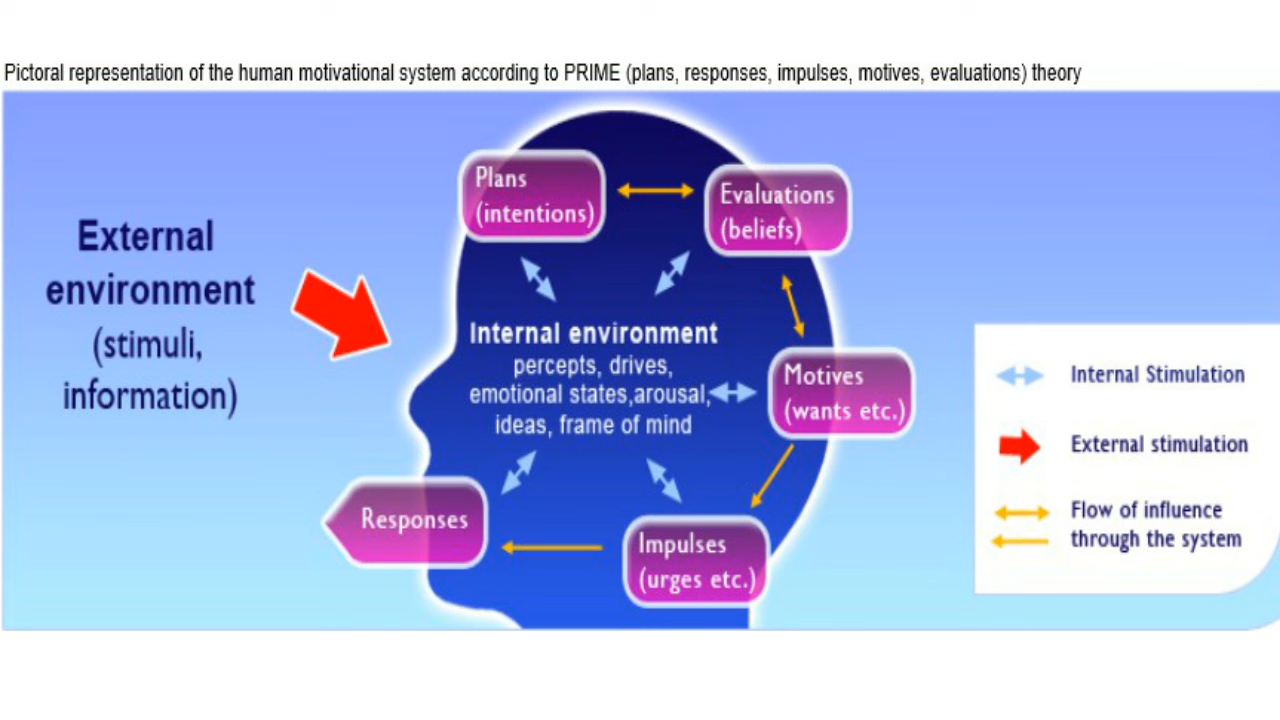 Pictoral representation of the human motivational system according to PRIME (plans, responses, impulses, motives, evaluations) theory
External
environment
(stimuli,
information)
Plans
(intentions)
Evaluations
(beliefs)
Internal environment
percepts, drives,
emotional states,arousal,
ideas, frame of mind
Motives
(wants etc.)
Responses
Impulses
(urges etc.)
Internal Stimulation
External stimulation
Flow of influence
through the system